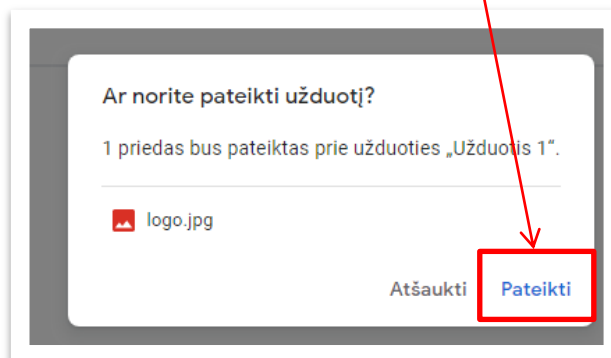 Ar norite pateikti užduotį?
1 priedas bus pateiktas prie užduoties „Užduotis 1“.
logo.jpg
Atšaukti Pateikti